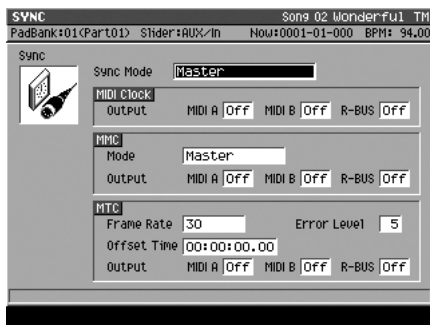 SYNC Song 02 Wonderful TM
PadBank:01(Part01) Slider:AUX/In Now:0001-01-000 BPM: 94.00
Sync
Sync Mode Master
MIDI Clock
Output MIDI A Off MIDI B Off R-BUS Off
MMC
Mode Master
Output MIDI A Off MIDI B Off R-BUS Off
MTC
Frame Rate 30 Error Level 5
Offset Time 00:00:00.00
Output MIDI A Off MIDI B Off R-BUS Off